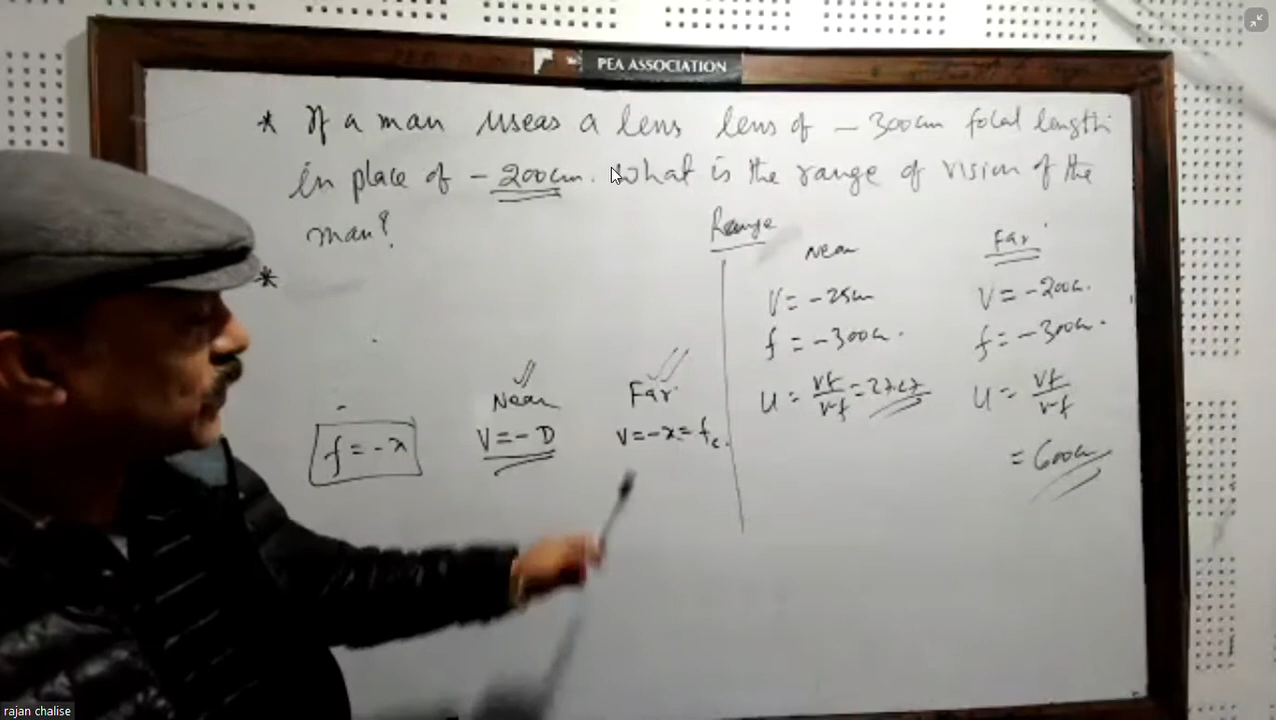 PEA ASSOCIATION
* If a man useas a lens lens of - 300cm focal length
in place of - 200cm. What is the range of vision of the
man?
*
Range
Near
V = -25cm
f = -300cm.
u = vf/v-f =
Far
V = -200cm.
f = -300cm.
u = vf/v-f
= 600cm
f = -x
Near
V = - D
Far
V = -x = fc.
rajan chalise